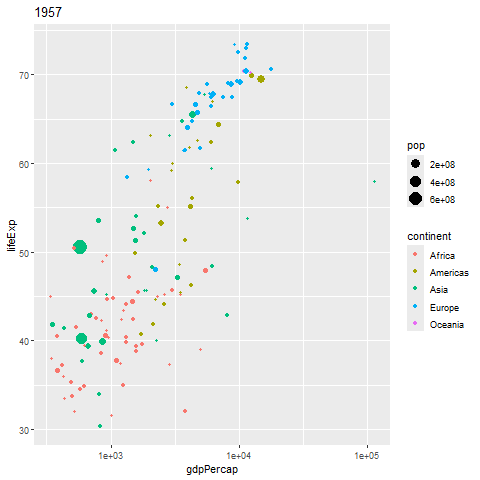 1957
lifeExp
70
60
50
40
30
1e+03
1e+04
1e+05
gdpPercap
pop
2e+08
4e+08
6e+08
continent
Africa
Americas
Asia
Europe
Oceania